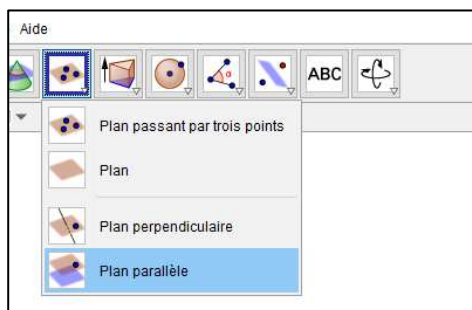 Aide
ABC
Plan passant par trois points
Plan
Plan perpendiculaire
Plan parallèle